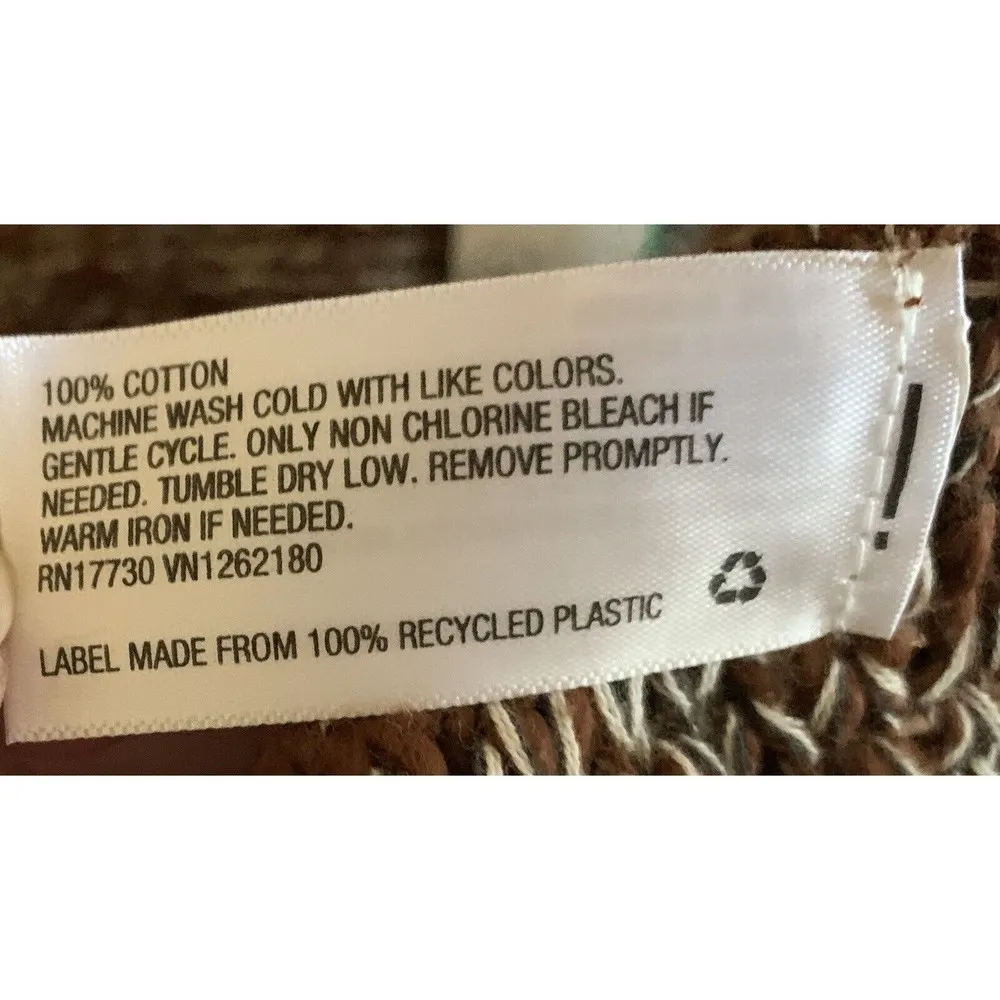 100% COTTON
MACHINE WASH COLD WITH LIKE COLORS.
GENTLE CYCLE. ONLY NON CHLORINE BLEACH IF
NEEDED. TUMBLE DRY LOW. REMOVE PROMPTLY.
WARM IRON IF NEEDED.
RN17730 VN1262180
LABEL MADE FROM 100% RECYCLED PLASTIC